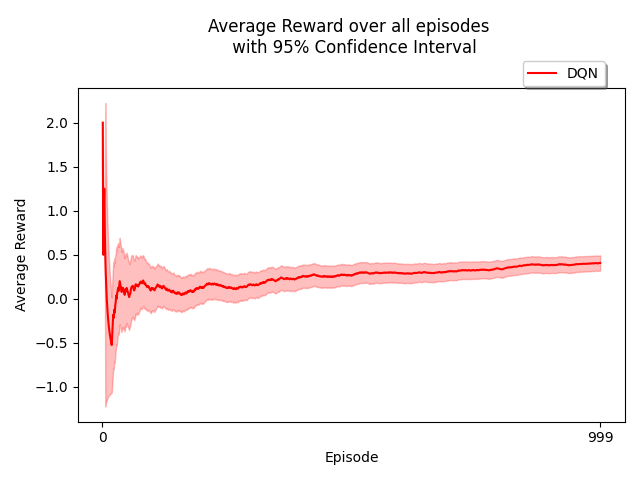 Average Reward over all episodes
with 95% Confidence Interval
DQN
2.0
1.5
1.0
0.5
0.0
−0.5
−1.0
Average Reward
0
999
Episode